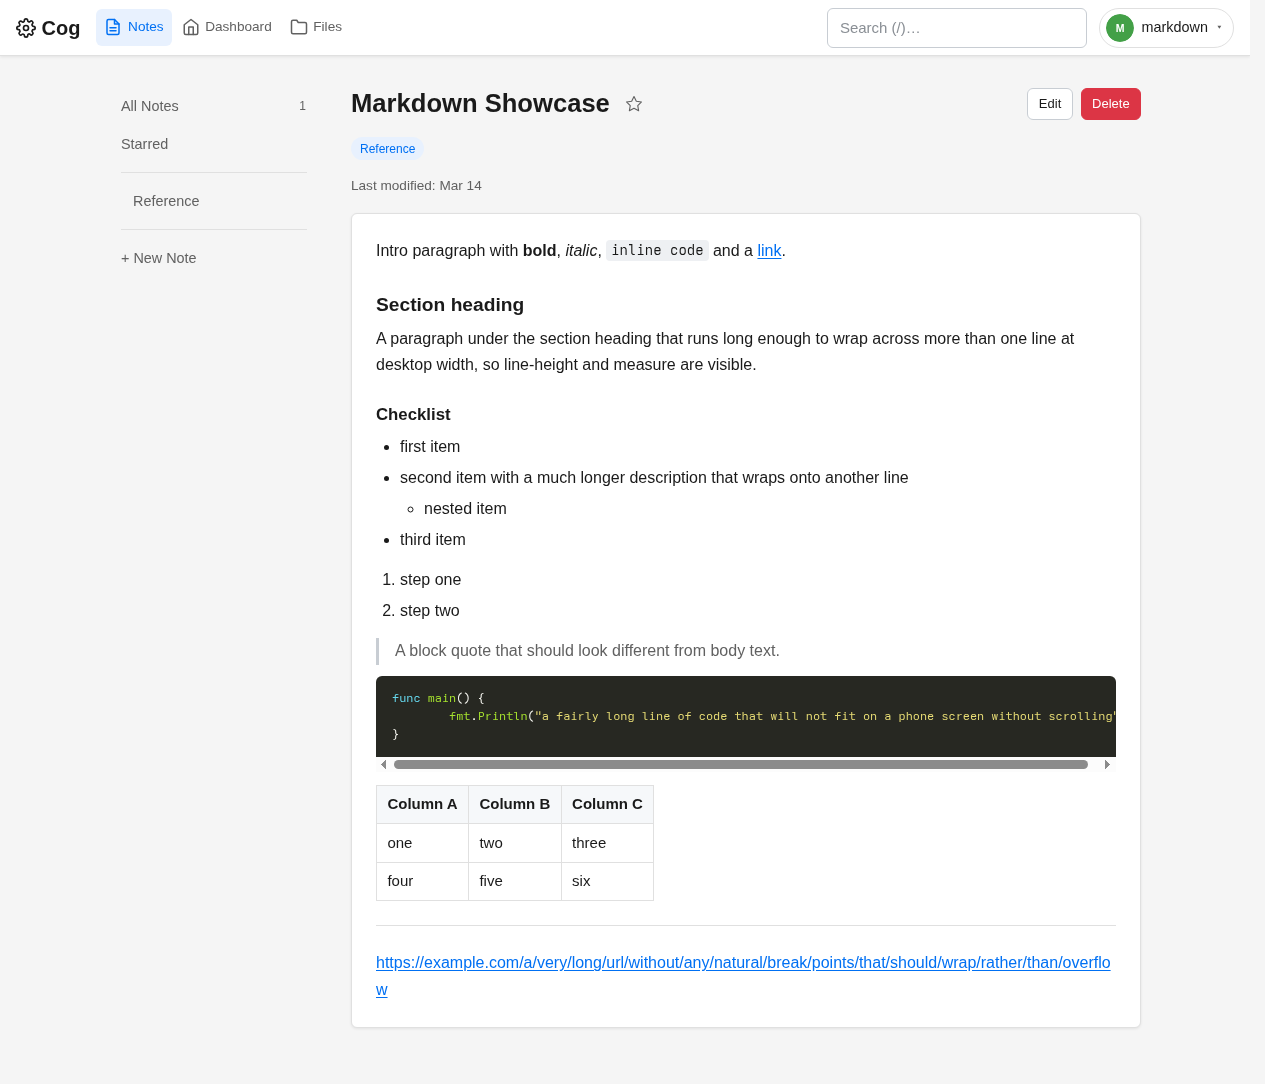 Cog
Notes
Dashboard
Files
Search (/)…
M
markdown
All Notes
1
Starred
Reference
+ New Note
Markdown Showcase
Edit
Delete
Reference
Last modified: Mar 14
Intro paragraph with bold, italic, inline code and a link.
Section heading
A paragraph under the section heading that runs long enough to wrap across more than one line at
desktop width, so line-height and measure are visible.
Checklist
• first item
• second item with a much longer description that wraps onto another line
◦ nested item
• third item
1. step one
2. step two
A block quote that should look different from body text.
func main() {
fmt.Println("a fairly long line of code that will not fit on a phone screen without scrolling"
}
Column A Column B Column C
one two three
four five six
https://example.com/a/very/long/url/without/any/natural/break/points/that/should/wrap/rather/than/overflo
w